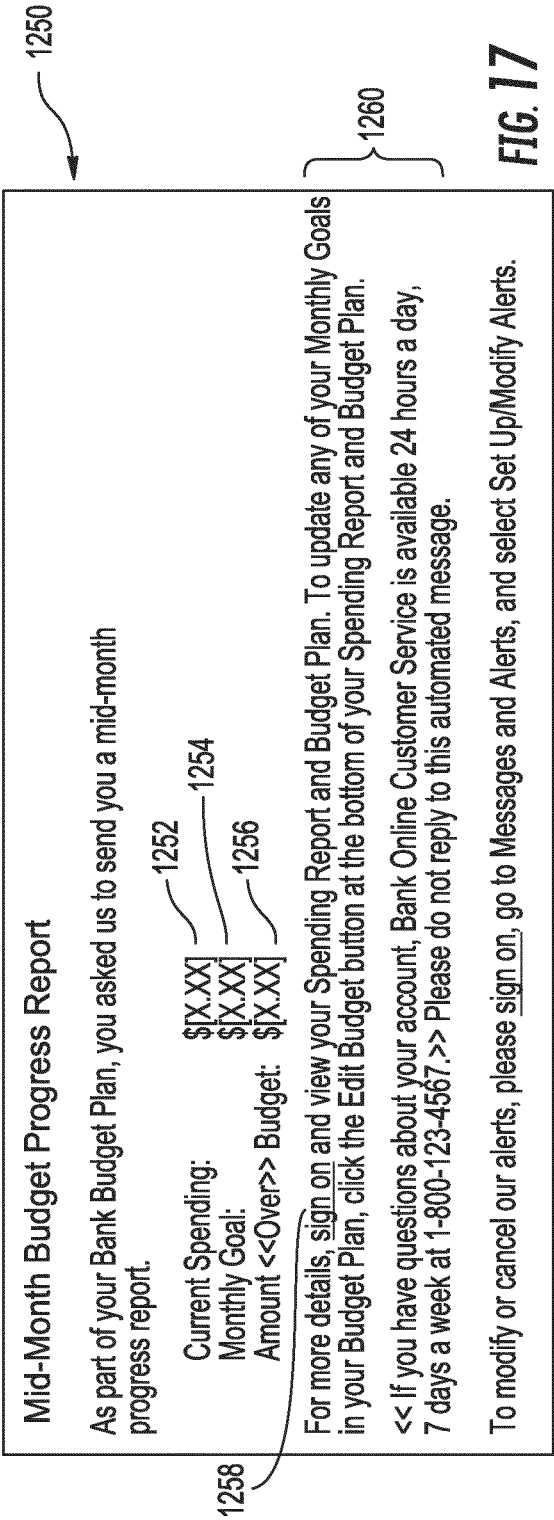 1250
Mid-Month Budget Progress Report
As part of your Bank Budget Plan, you asked us to send you a mid-month
progress report.
1252
Current Spending: $[X.XX]
1254
Monthly Goal: $[X.XX]
1256
Amount <<Over>> Budget: $[X.XX]
1258
For more details, sign on and view your Spending Report and Budget Plan. To update any of your Monthly Goals
in your Budget Plan, click the Edit Budget button at the bottom of your Spending Report and Budget Plan.
1260
<< If you have questions about your account, Bank Online Customer Service is available 24 hours a day,
7 days a week at 1-800-123-4567.>> Please do not reply to this automated message.
To modify or cancel our alerts, please sign on, go to Messages and Alerts, and select Set Up/Modify Alerts.
FIG. 17